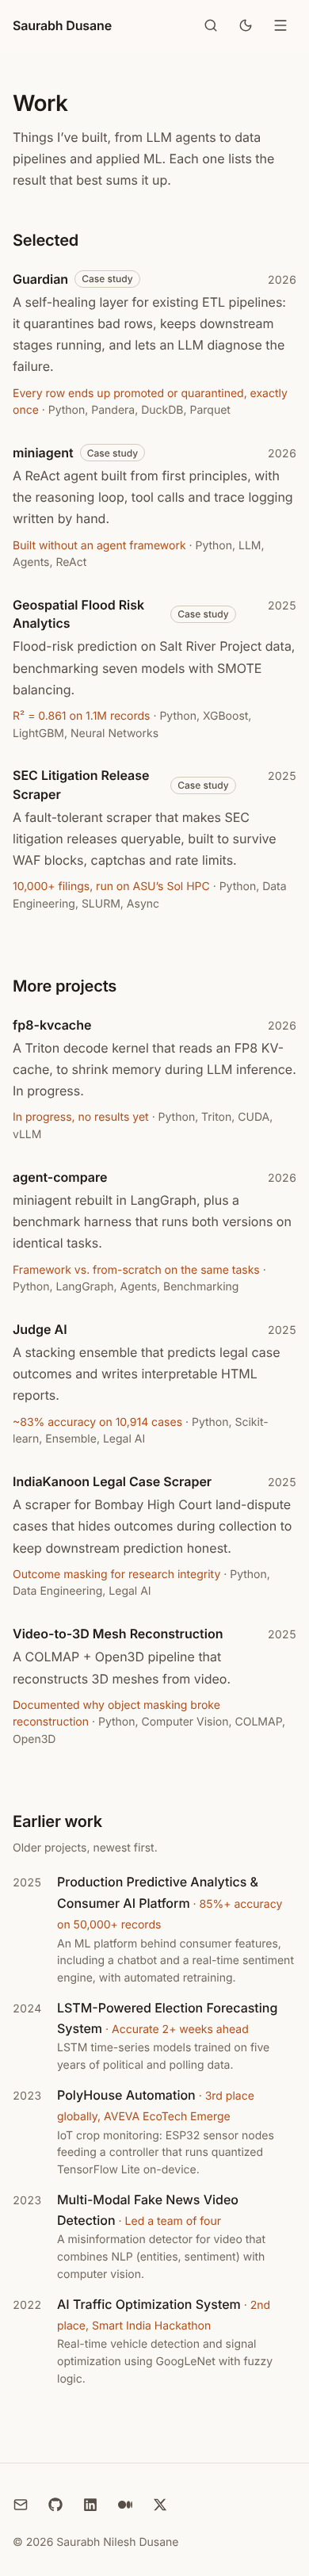 Saurabh Dusane
Work
Things I’ve built, from LLM agents to data
pipelines and applied ML. Each one lists the
result that best sums it up.
Selected
Guardian Case study 2026
A self-healing layer for existing ETL pipelines:
it quarantines bad rows, keeps downstream
stages running, and lets an LLM diagnose the
failure.
Every row ends up promoted or quarantined, exactly
once · Python, Pandera, DuckDB, Parquet
miniagent Case study 2026
A ReAct agent built from first principles, with
the reasoning loop, tool calls and trace logging
written by hand.
Built without an agent framework · Python, LLM,
Agents, ReAct
Geospatial Flood Risk
Analytics Case study 2025
Flood-risk prediction on Salt River Project data,
benchmarking seven models with SMOTE
balancing.
R² = 0.861 on 1.1M records · Python, XGBoost,
LightGBM, Neural Networks
SEC Litigation Release
Scraper Case study 2025
A fault-tolerant scraper that makes SEC
litigation releases queryable, built to survive
WAF blocks, captchas and rate limits.
10,000+ filings, run on ASU’s Sol HPC · Python, Data
Engineering, SLURM, Async
More projects
fp8-kvcache 2026
A Triton decode kernel that reads an FP8 KV-
cache, to shrink memory during LLM inference.
In progress.
In progress, no results yet · Python, Triton, CUDA,
vLLM
agent-compare 2026
miniagent rebuilt in LangGraph, plus a
benchmark harness that runs both versions on
identical tasks.
Framework vs. from-scratch on the same tasks ·
Python, LangGraph, Agents, Benchmarking
Judge AI 2025
A stacking ensemble that predicts legal case
outcomes and writes interpretable HTML
reports.
~83% accuracy on 10,914 cases · Python, Scikit-
learn, Ensemble, Legal AI
IndiaKanoon Legal Case Scraper 2025
A scraper for Bombay High Court land-dispute
cases that hides outcomes during collection to
keep downstream prediction honest.
Outcome masking for research integrity · Python,
Data Engineering, Legal AI
Video-to-3D Mesh Reconstruction 2025
A COLMAP + Open3D pipeline that
reconstructs 3D meshes from video.
Documented why object masking broke
reconstruction · Python, Computer Vision, COLMAP,
Open3D
Earlier work
Older projects, newest first.
2025 Production Predictive Analytics &
Consumer AI Platform · 85%+ accuracy
on 50,000+ records
An ML platform behind consumer features,
including a chatbot and a real-time sentiment
engine, with automated retraining.
2024 LSTM-Powered Election Forecasting
System · Accurate 2+ weeks ahead
LSTM time-series models trained on five
years of political and polling data.
2023 PolyHouse Automation · 3rd place
globally, AVEVA EcoTech Emerge
IoT crop monitoring: ESP32 sensor nodes
feeding a controller that runs quantized
TensorFlow Lite on-device.
2023 Multi-Modal Fake News Video
Detection · Led a team of four
A misinformation detector for video that
combines NLP (entities, sentiment) with
computer vision.
2022 AI Traffic Optimization System · 2nd
place, Smart India Hackathon
Real-time vehicle detection and signal
optimization using GoogLeNet with fuzzy
logic.
© 2026 Saurabh Nilesh Dusane